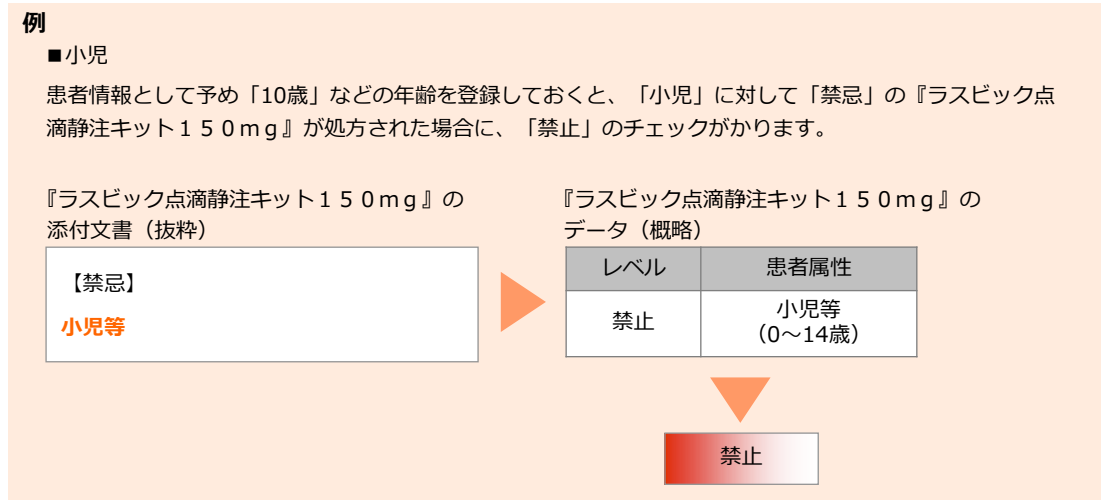 例
■小児
患者情報として予め「10歳」などの年齢を登録しておくと、「小児」に対して「禁忌」の『ラスビック点
滴静注キット１５０ｍｇ』が処方された場合に、「禁止」のチェックがかります。
『ラスビック点滴静注キット１５０ｍｇ』の
添付文書（抜粋）
【禁忌】
小児等
『ラスビック点滴静注キット１５０ｍｇ』の
データ（概略）
レベル 患者属性
禁止 小児等
（0～14歳）
禁止